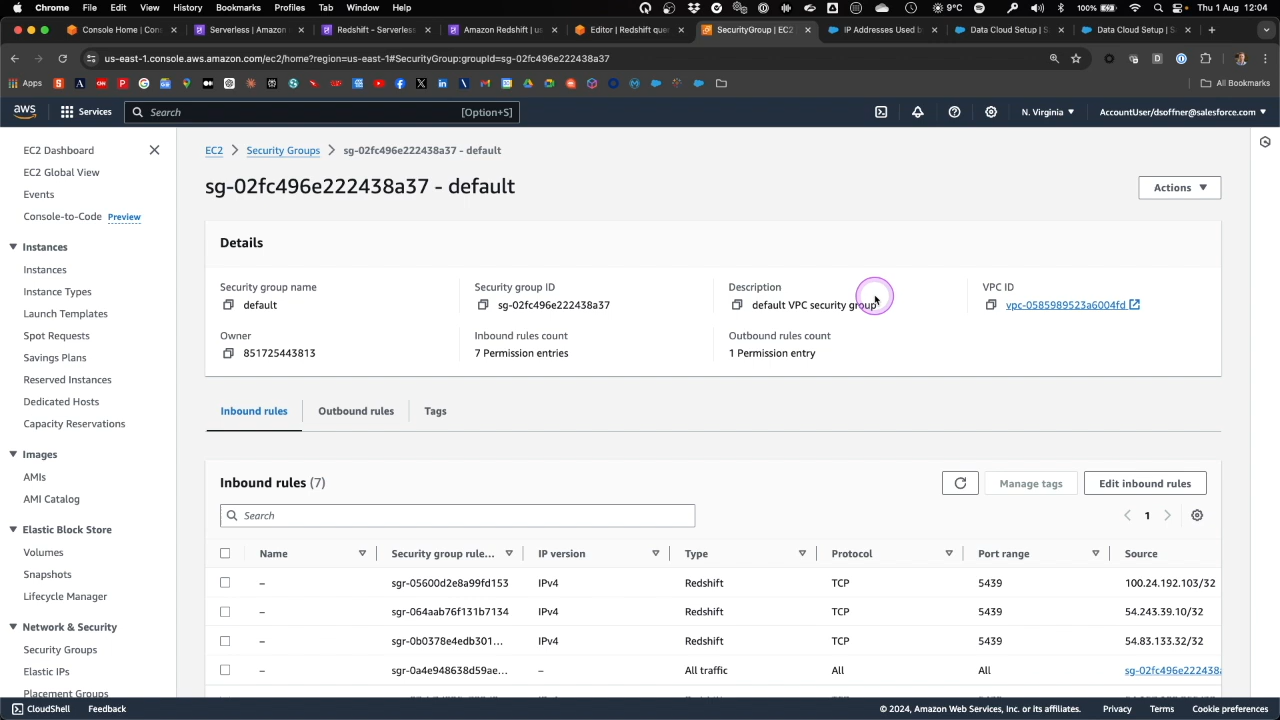 Chrome File Edit View History Bookmarks Profiles Tab Window Help 100% 9°C Thu 1 Aug 12:04
Console Home | Con Serverless | Amazon Redshift - Serverless Amazon Redshift | us Editor | Redshift que SecurityGroup | EC2 IP Addresses Used b Data Cloud Setup | S Data Cloud Setup | S
us-east-1.console.aws.amazon.com/ec2/home?region=us-east-1#SecurityGroup:groupId=sg-02fc496e222438a37
Apps All Bookmarks
aws Services Search [Option+S] N. Virginia AccountUser/dsoffner@salesforce.com
EC2 Dashboard
EC2 Global View
Events
Console-to-Code Preview
Instances
Instances
Instance Types
Launch Templates
Spot Requests
Savings Plans
Reserved Instances
Dedicated Hosts
Capacity Reservations
Images
AMIs
AMI Catalog
Elastic Block Store
Volumes
Snapshots
Lifecycle Manager
Network & Security
Security Groups
Elastic IPs
Placement Groups
EC2 > Security Groups > sg-02fc496e222438a37 - default
sg-02fc496e222438a37 - default
Actions
Details
Security group name Security group ID Description VPC ID
default sg-02fc496e222438a37 default VPC security group vpc-0585989523a6004fd
Owner Inbound rules count Outbound rules count
851725443813 7 Permission entries 1 Permission entry
Inbound rules Outbound rules Tags
Inbound rules (7) Manage tags Edit inbound rules
Search 1
Name Security group rule... IP version Type Protocol Port range Source
– sgr-05600d2e8a99fd153 IPv4 Redshift TCP 5439 100.24.192.103/32
– sgr-064aab76f131b7134 IPv4 Redshift TCP 5439 54.243.39.10/32
– sgr-0b0378e4edb301... IPv4 Redshift TCP 5439 54.83.133.32/32
– sgr-0a4e948638d59ae... – All traffic All All sg-02fc496e222438a
CloudShell Feedback © 2024, Amazon Web Services, Inc. or its affiliates. Privacy Terms Cookie preferences